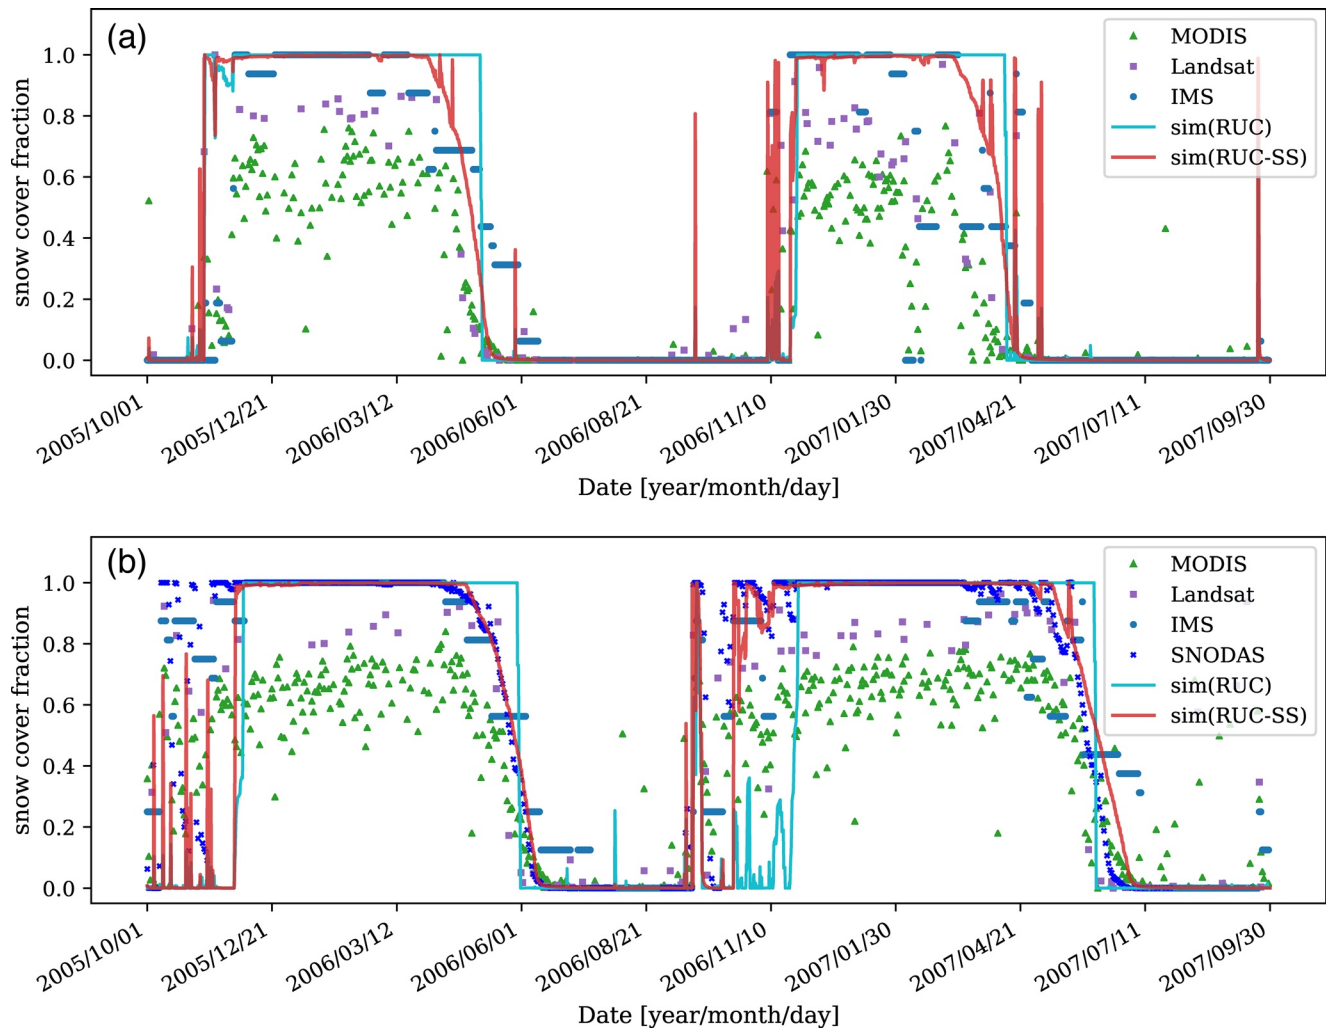 (a)
MODIS
Landsat
IMS
sim(RUC)
sim(RUC-SS)
snow cover fraction
1.0
0.8
0.6
0.4
0.2
0.0
2005/10/01
2005/12/21
2006/03/12
2006/06/01
2006/08/21
2006/11/10
2007/01/30
2007/04/21
2007/07/11
2007/09/30
Date [year/month/day]
(b)
MODIS
Landsat
IMS
SNODAS
sim(RUC)
sim(RUC-SS)
snow cover fraction
1.0
0.8
0.6
0.4
0.2
0.0
2005/10/01
2005/12/21
2006/03/12
2006/06/01
2006/08/21
2006/11/10
2007/01/30
2007/04/21
2007/07/11
2007/09/30
Date [year/month/day]